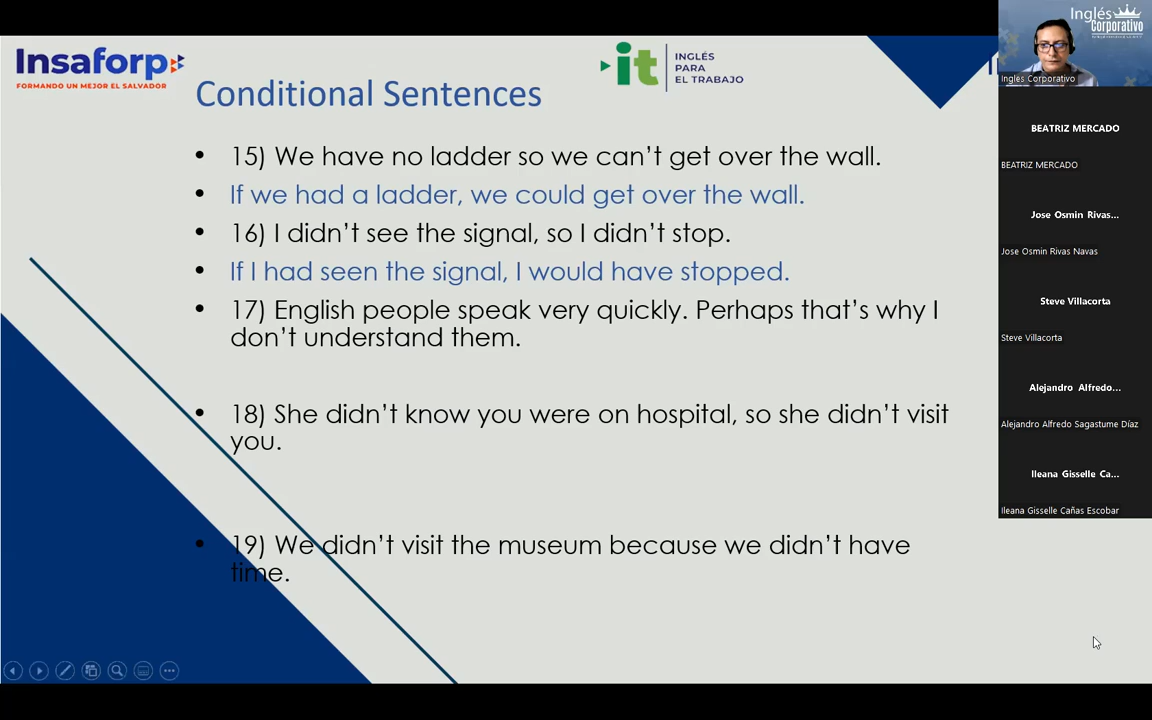 Insaforp
FORMANDO UN MEJOR EL SALVADOR
it
INGLÉS
PARA
EL TRABAJO
Conditional Sentences
15) We have no ladder so we can't get over the wall.
If we had a ladder, we could get over the wall.
16) I didn't see the signal, so I didn't stop.
If I had seen the signal, I would have stopped.
17) English people speak very quickly. Perhaps that's why I
don't understand them.
18) She didn't know you were on hospital, so she didn't visit
you.
19) We didn't visit the museum because we didn't have
time.
Inglés
Corporativo
Inglés Corporativo
BEATRIZ MERCADO
BEATRIZ MERCADO
Jose Osmin Rivas...
Jose Osmin Rivas Navas
Steve Villacorta
Steve Villacorta
Alejandro Alfredo...
Alejandro Alfredo Sagastume Díaz
Ileana Gisselle Ca...
Ileana Gisselle Cañas Escobar